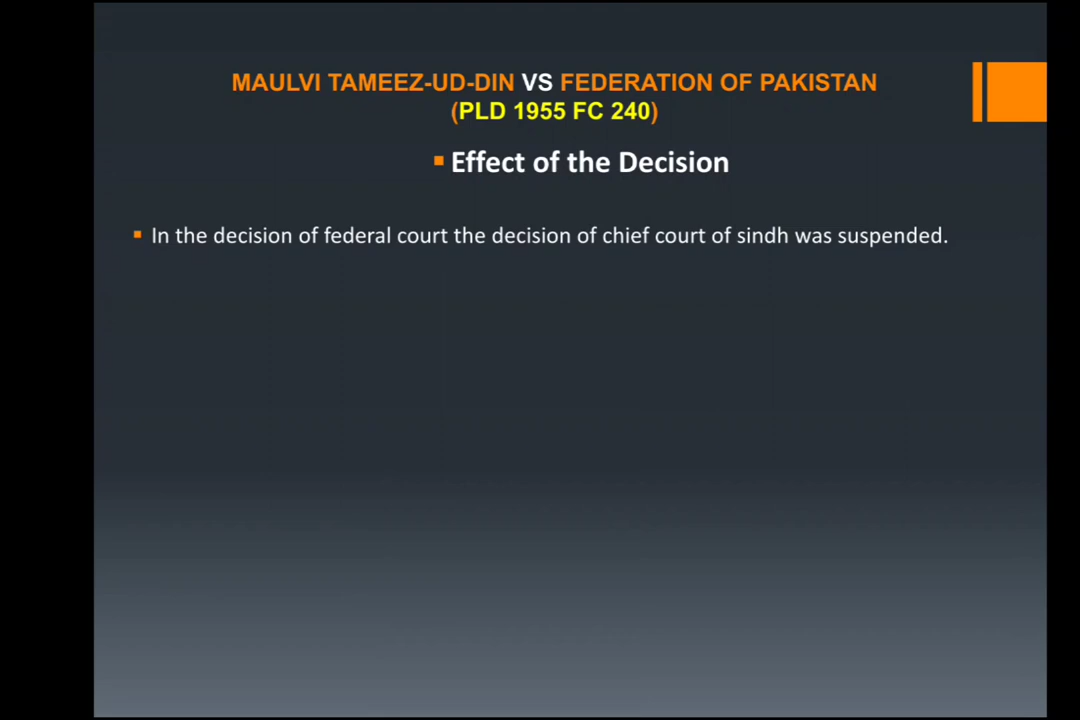 MAULVI TAMEEZ-UD-DIN VS FEDERATION OF PAKISTAN
(PLD 1955 FC 240)
Effect of the Decision
In the decision of federal court the decision of chief court of sindh was suspended.